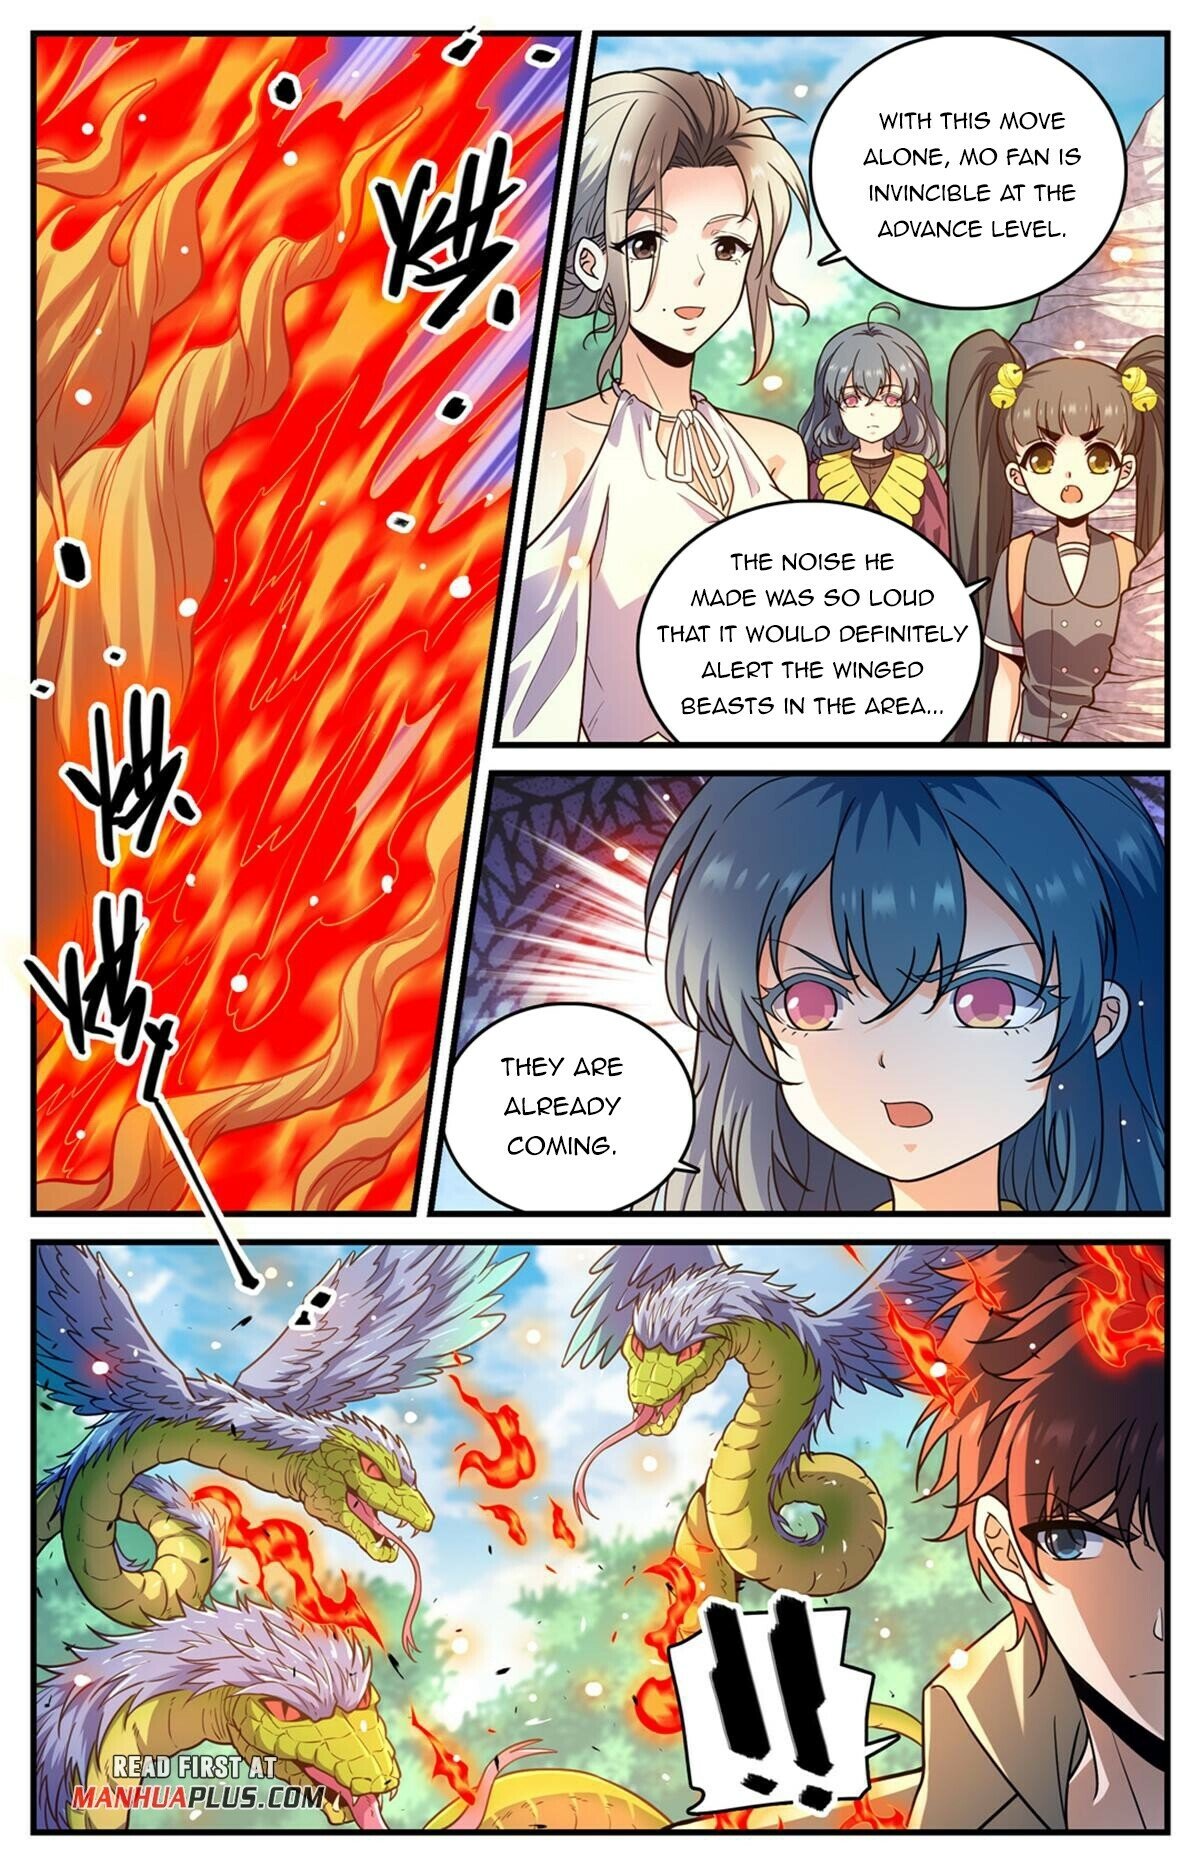 WITH THIS MOVE
ALONE, MO FAN IS
INVINCIBLE AT THE
ADVANCE LEVEL.
THE NOISE HE
MADE WAS SO LOUD
THAT IT WOULD DEFINITELY
ALERT THE WINGED
BEASTS IN THE AREA...
THEY ARE
ALREADY
COMING.
!!
READ FIRST AT
MANHUAPLUS.COM